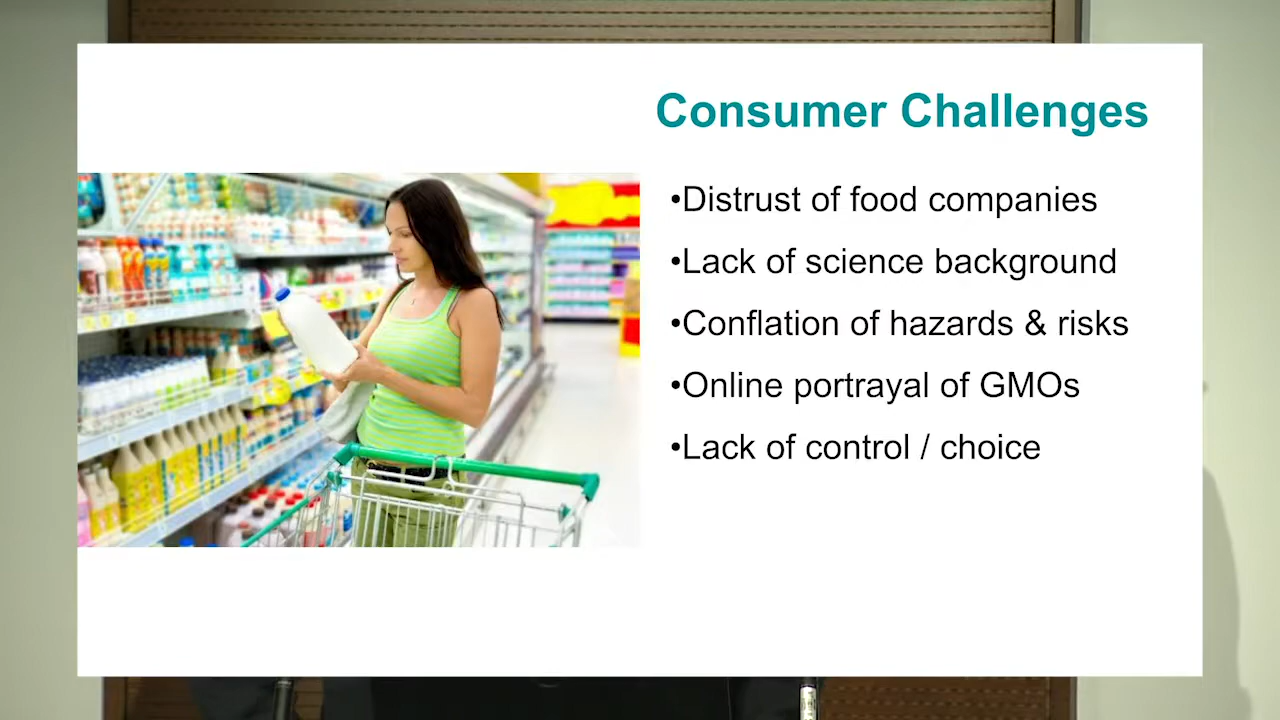 Consumer Challenges
•Distrust of food companies
•Lack of science background
•Conflation of hazards & risks
•Online portrayal of GMOs
•Lack of control / choice